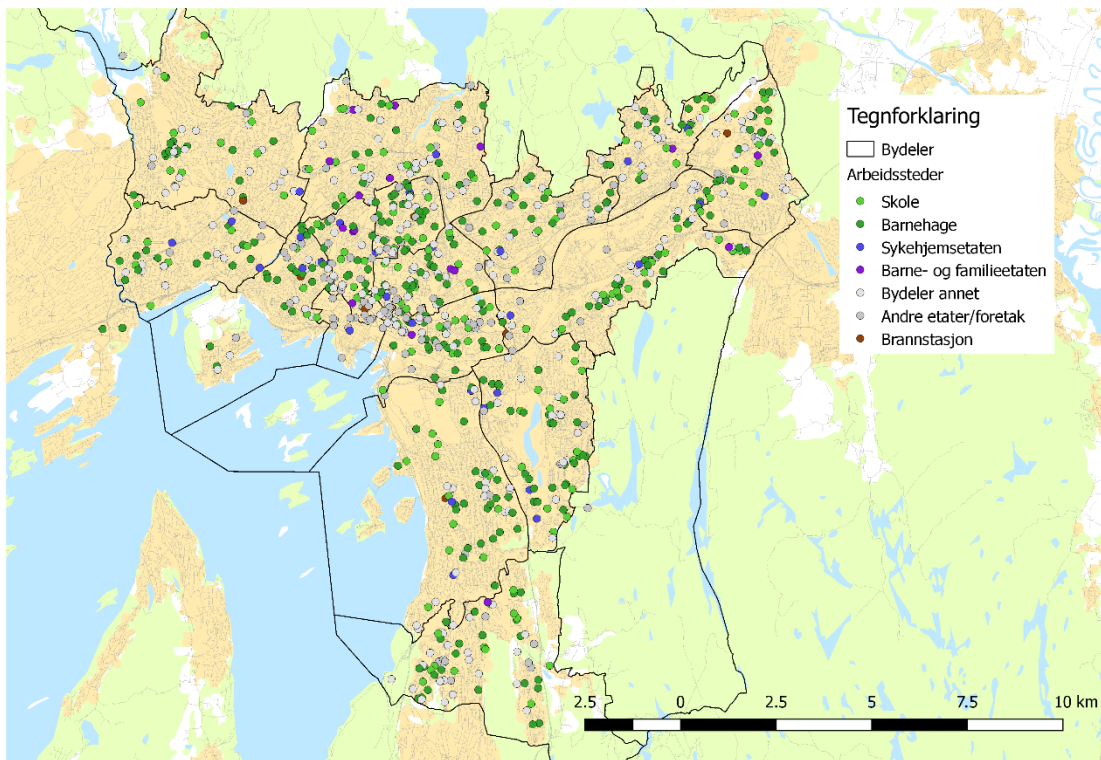 Tegnforklaring
Bydeler
Arbeidssteder
Skole
Barnehage
Sykehjemsetaten
Barne- og familieetaten
Bydeler annet
Andre etater/foretak
Brannstasjon
2.5 0 2.5 5 7.5 10 km